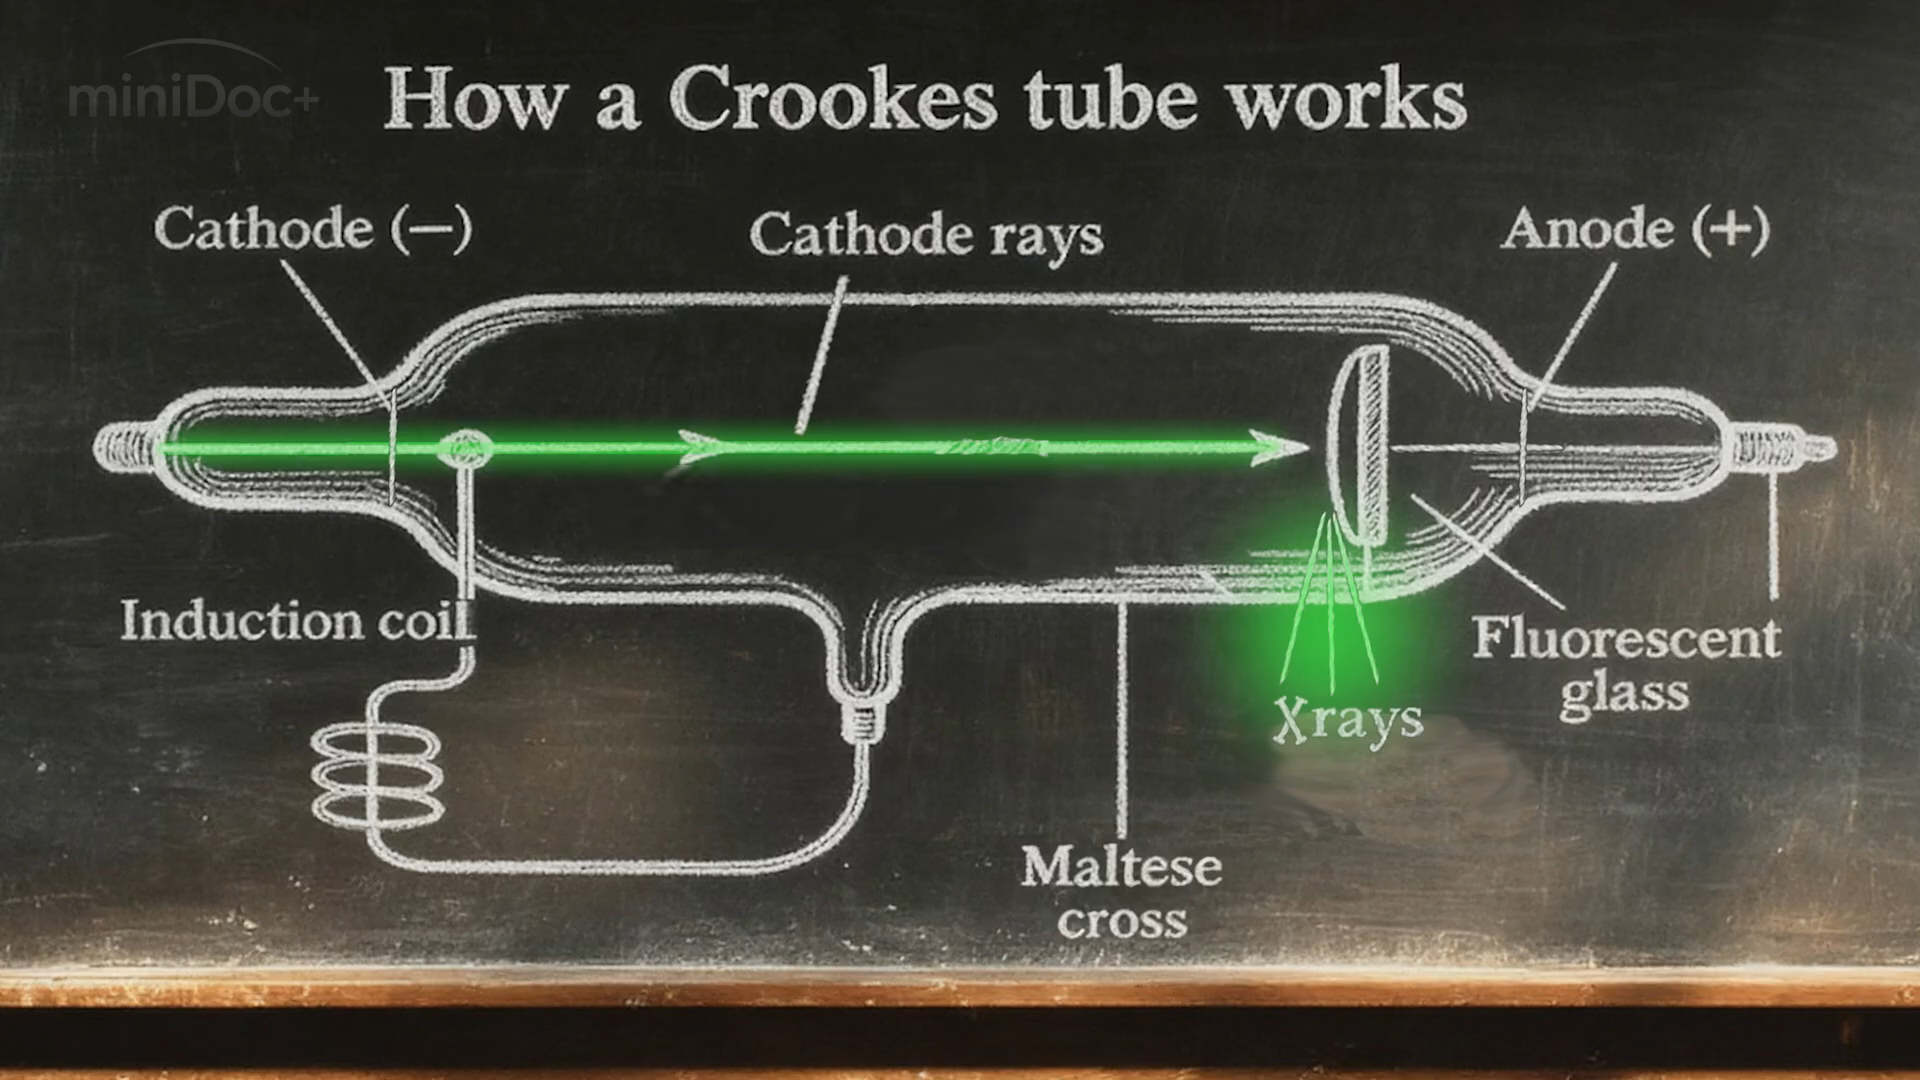 miniDoc+
How a Crookes tube works
Cathode (—)
Cathode rays
Anode (+)
Induction coil
Fluorescent
glass
Xrays
Maltese
cross